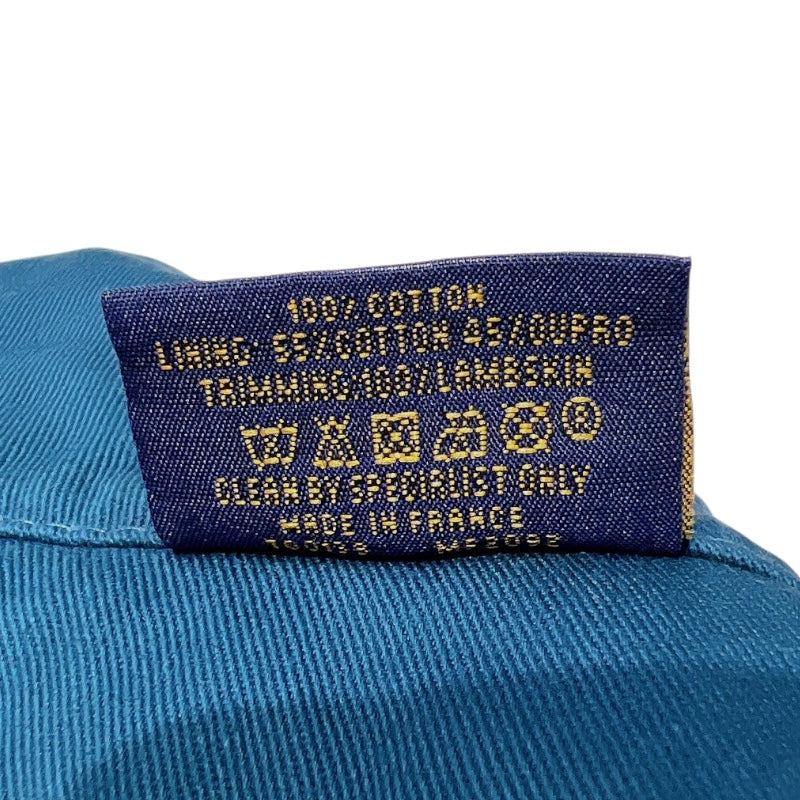 100% COTTON
LINING: 55% COTTON 45% CUPRO
TRIMMING: 100% LAMBSKIN
CLEAN BY SPECIALIST ONLY
MADE IN FRANCE